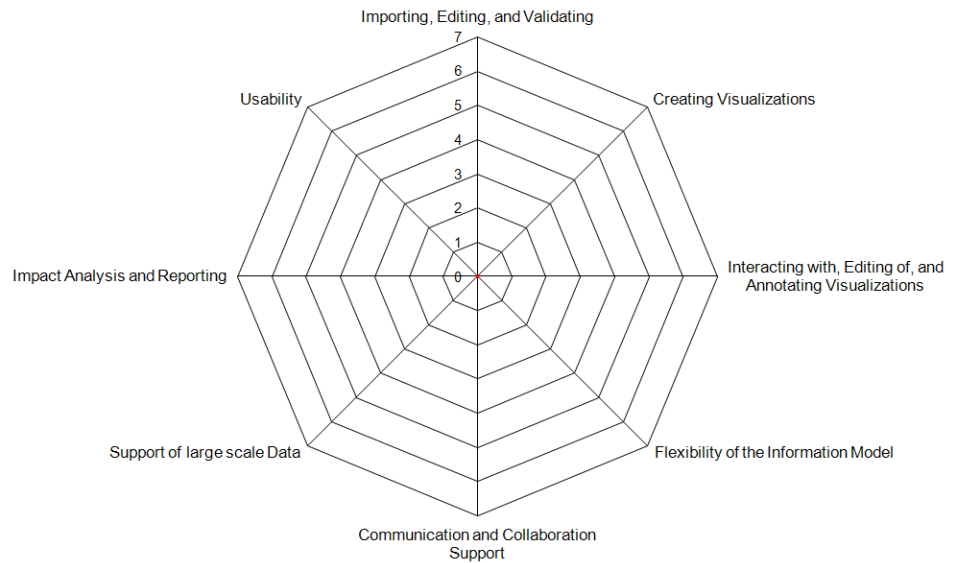 Importing, Editing, and Validating
7
6
Usability
Creating Visualizations
5
4
3
2
1
Impact Analysis and Reporting
0
Interacting with, Editing of, and
Annotating Visualizations
Support of large scale Data
Flexibility of the Information Model
Communication and Collaboration
Support